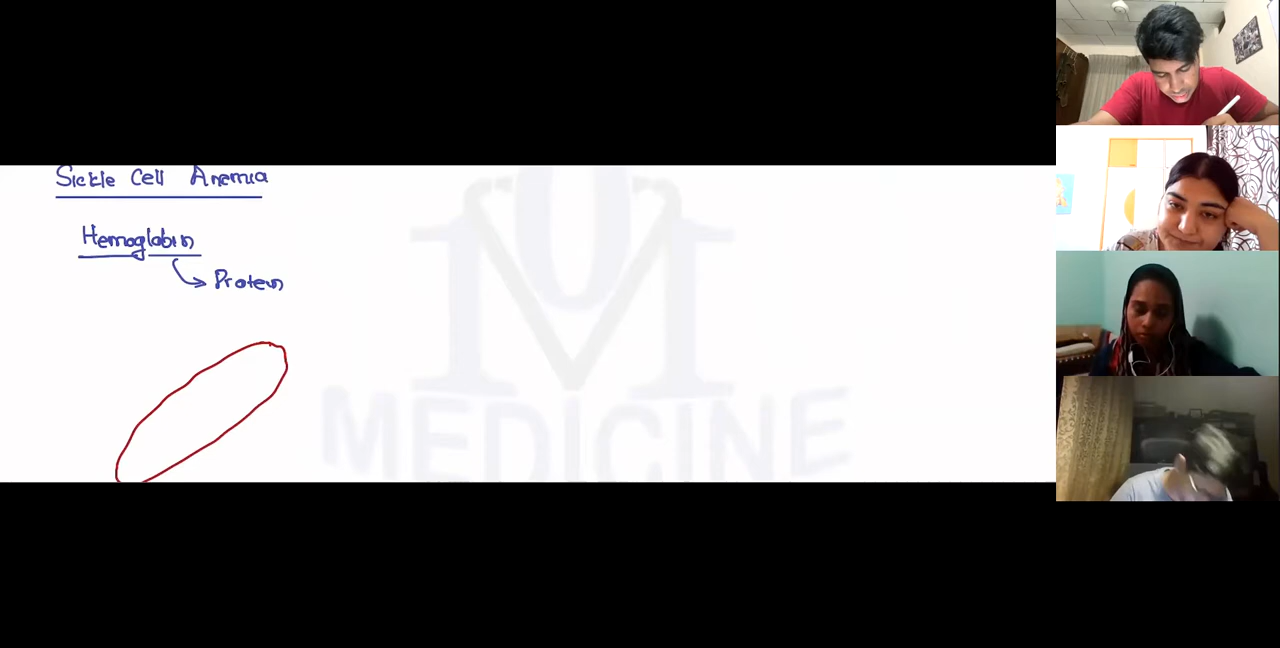 Sickle Cell Anemia
Hemoglobin
Protein
M
MEDICINE